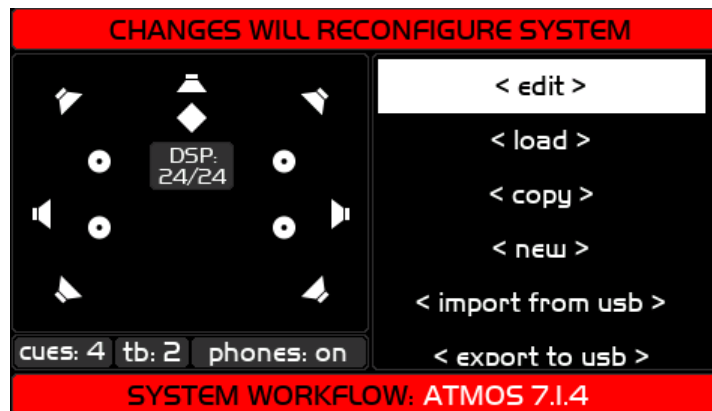 CHANGES WILL RECONFIGURE SYSTEM
DSP:
24/24
cues: 4 tb: 2 phones: on
< edit >
< load >
< copy >
< new >
< import from usb >
< export to usb >
SYSTEM WORKFLOW: ATMOS 7.1.4